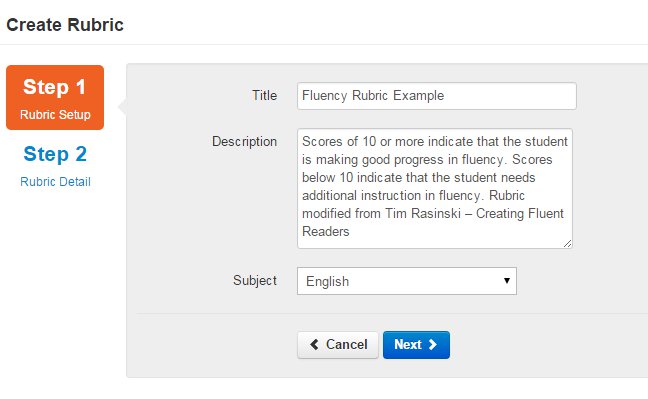 Create Rubric
Step 1
Rubric Setup
Step 2
Rubric Detail
Title
Fluency Rubric Example
Description
Scores of 10 or more indicate that the student
is making good progress in fluency. Scores
below 10 indicate that the student needs
additional instruction in fluency. Rubric
modified from Tim Rasinski – Creating Fluent
Readers
Subject
English
Cancel
Next